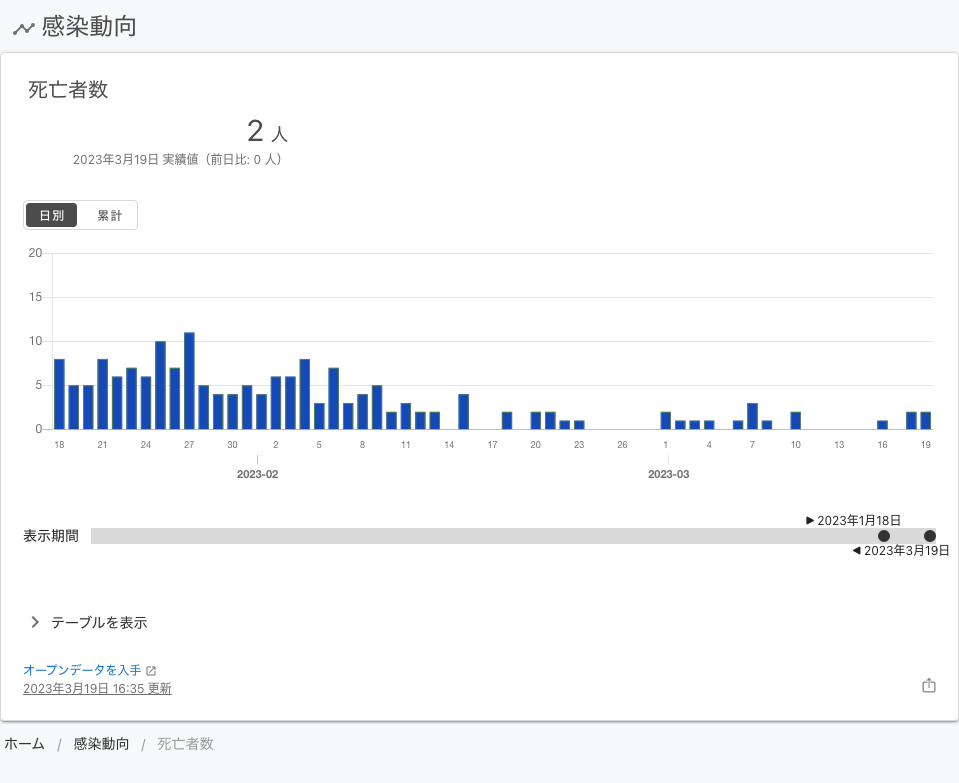 感染動向
死亡者数
2 人
2023年3月19日 実績値（前日比: 0 人）
日別 累計
20
15
10
5
0
18 21 24 27 30 2 5 8 11 14 17 20 23 26 1 4 7 10 13 16 19
2023-02 2023-03
▶ 2023年1月18日
表示期間
◀ 2023年3月19日
テーブルを表示
オープンデータを入手
2023年3月19日 16:35 更新
ホーム / 感染動向 / 死亡者数